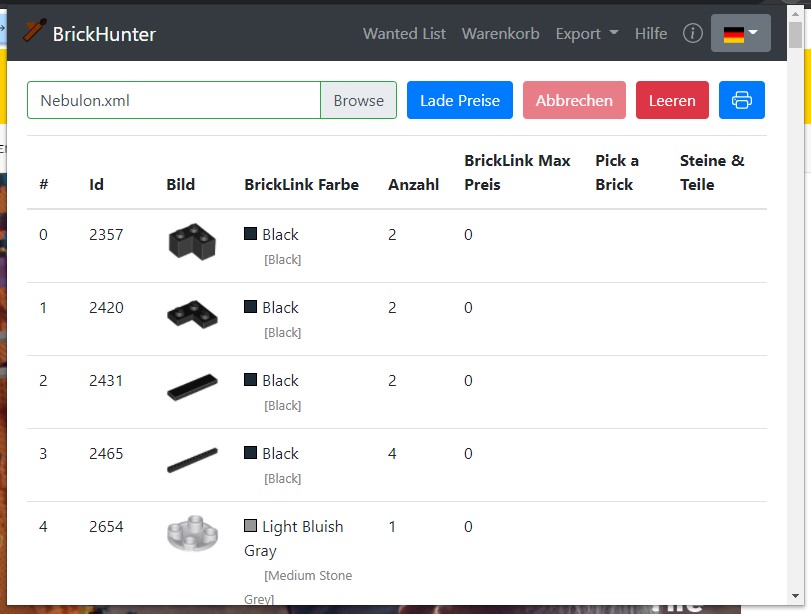 BrickHunter Wanted List Warenkorb Export Hilfe
Nebulon.xml Browse Lade Preise Abbrechen Leeren
# Id Bild BrickLink Farbe Anzahl BrickLink Max Preis Pick a Brick Steine & Teile
0 2357 Black 2 0
[Black]
1 2420 Black 2 0
[Black]
2 2431 Black 2 0
[Black]
3 2465 Black 4 0
[Black]
4 2654 Light Bluish 1 0
Gray
[Medium Stone
Grey]